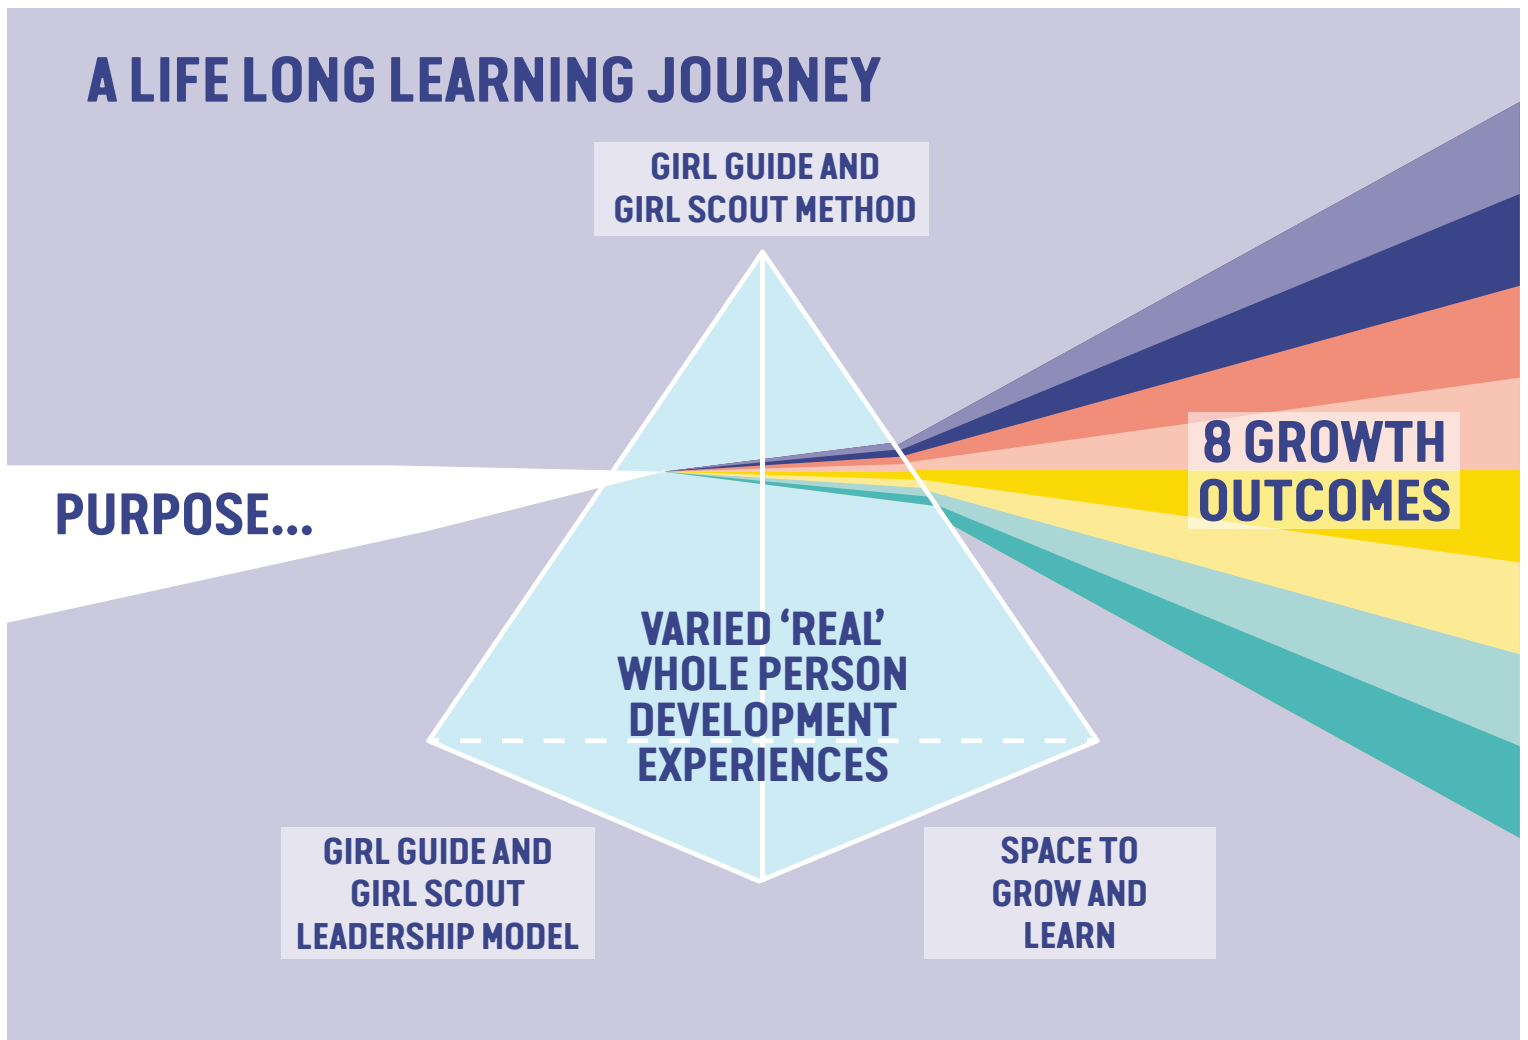 A LIFE LONG LEARNING JOURNEY
GIRL GUIDE AND
GIRL SCOUT METHOD
PURPOSE...
8 GROWTH
OUTCOMES
VARIED ‘REAL’
WHOLE PERSON
DEVELOPMENT
EXPERIENCES
GIRL GUIDE AND
GIRL SCOUT
LEADERSHIP MODEL
SPACE TO
GROW AND
LEARN